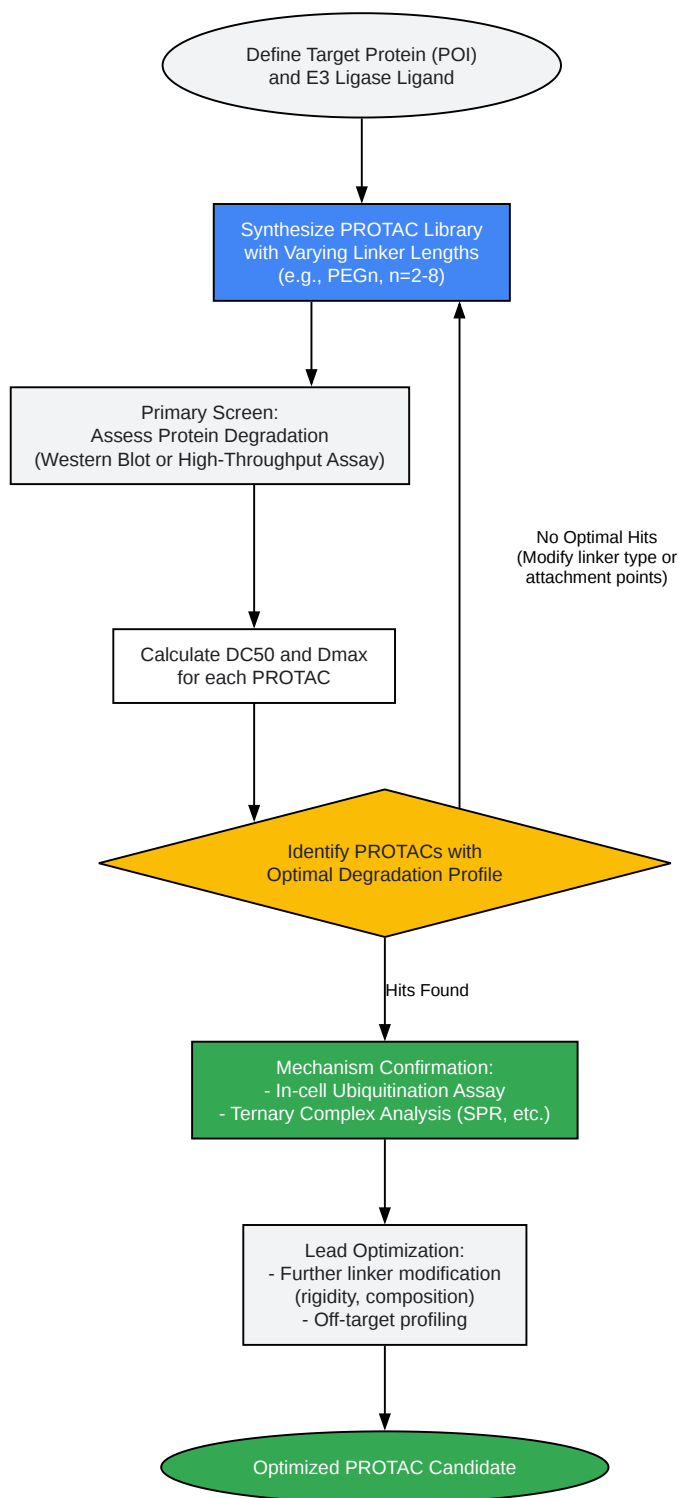 Define Target Protein (POI)
and E3 Ligase Ligand
Synthesize PROTAC Library
with Varying Linker Lengths
(e.g., PEGn, n=2-8)
Primary Screen:
Assess Protein Degradation
(Western Blot or High-Throughput Assay)
No Optimal Hits
(Modify linker type or
attachment points)
Calculate DC50 and Dmax
for each PROTAC
Identify PROTACs with
Optimal Degradation Profile
Hits Found
Mechanism Confirmation:
- In-cell Ubiquitination Assay
- Ternary Complex Analysis (SPR, etc.)
Lead Optimization:
- Further linker modification
(rigidity, composition)
- Off-target profiling
Optimized PROTAC Candidate